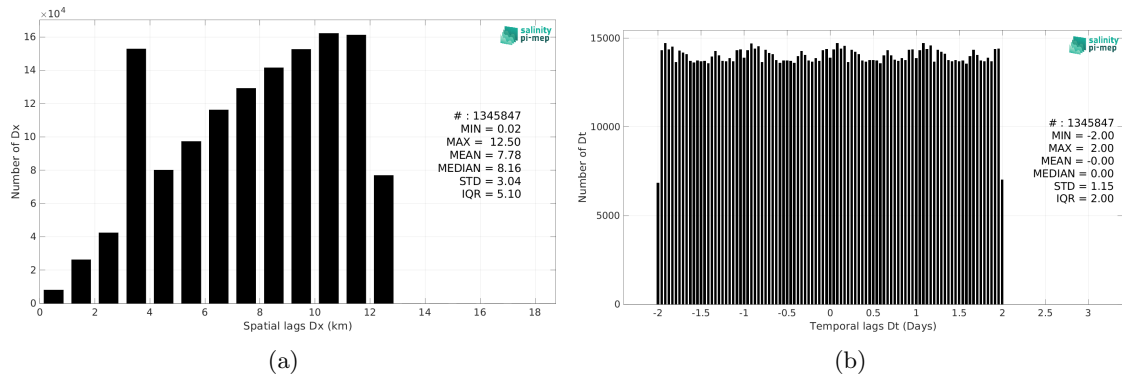 ×10⁴
16
14
12
10
8
6
4
2
0
Number of Dx
salinity
pi-mep
# : 1345847
MIN = 0.02
MAX = 12.50
MEAN = 7.78
MEDIAN = 8.16
STD = 3.04
IQR = 5.10
0 2 4 6 8 10 12 14 16 18
Spatial lags Dx (km)
(a)
15000
10000
5000
0
Number of Dt
salinity
pi-mep
# : 1345847
MIN = -2.00
MAX = 2.00
MEAN = -0.00
MEDIAN = 0.00
STD = 1.15
IQR = 2.00
-2 -1.5 -1 -0.5 0 0.5 1 1.5 2 2.5 3
Temporal lags Dt (Days)
(b)